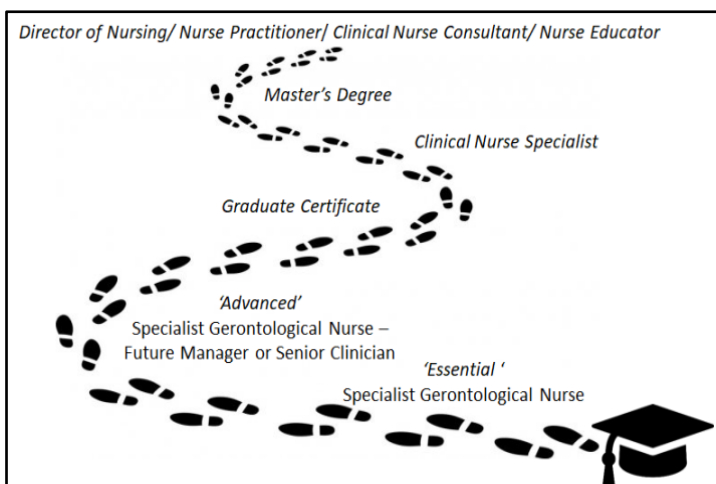 Director of Nursing/ Nurse Practitioner/ Clinical Nurse Consultant/ Nurse Educator
Master's Degree
Clinical Nurse Specialist
Graduate Certificate
‘Advanced’
Specialist Gerontological Nurse –
Future Manager or Senior Clinician
‘Essential ‘
Specialist Gerontological Nurse